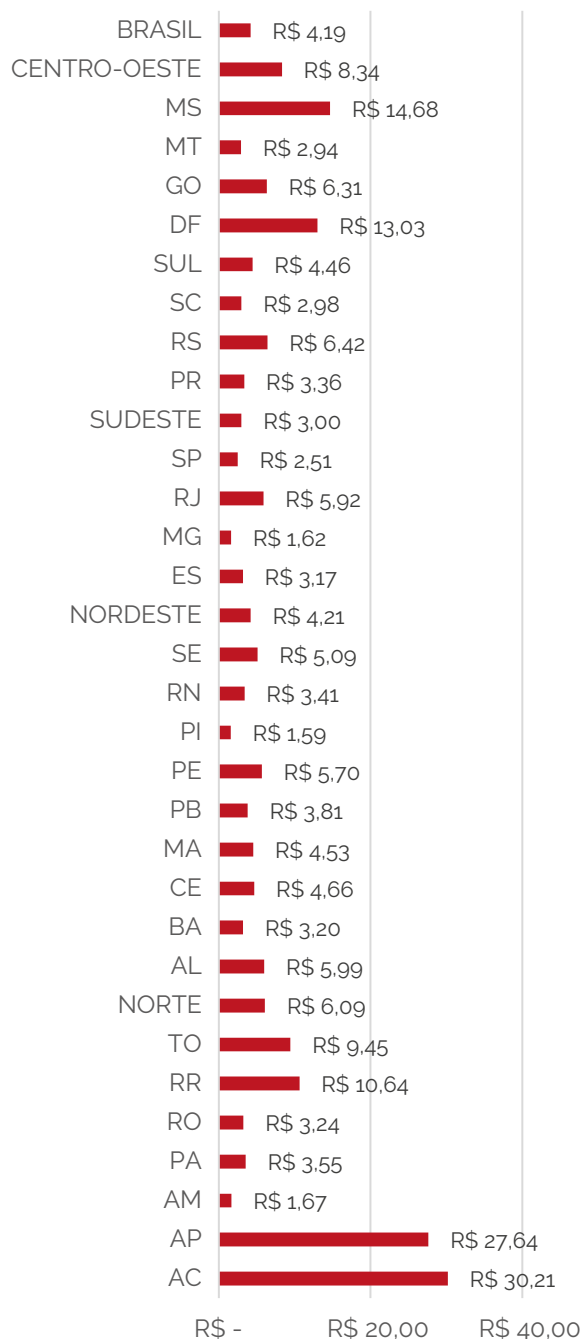 BRASIL R$ 4,19
CENTRO-OESTE R$ 8,34
MS R$ 14,68
MT R$ 2,94
GO R$ 6,31
DF R$ 13,03
SUL R$ 4,46
SC R$ 2,98
RS R$ 6,42
PR R$ 3,36
SUDESTE R$ 3,00
SP R$ 2,51
RJ R$ 5,92
MG R$ 1,62
ES R$ 3,17
NORDESTE R$ 4,21
SE R$ 5,09
RN R$ 3,41
PI R$ 1,59
PE R$ 5,70
PB R$ 3,81
MA R$ 4,53
CE R$ 4,66
BA R$ 3,20
AL R$ 5,99
NORTE R$ 6,09
TO R$ 9,45
RR R$ 10,64
RO R$ 3,24
PA R$ 3,55
AM R$ 1,67
AP R$ 27,64
AC R$ 30,21
R$ - R$ 20,00 R$ 40,00